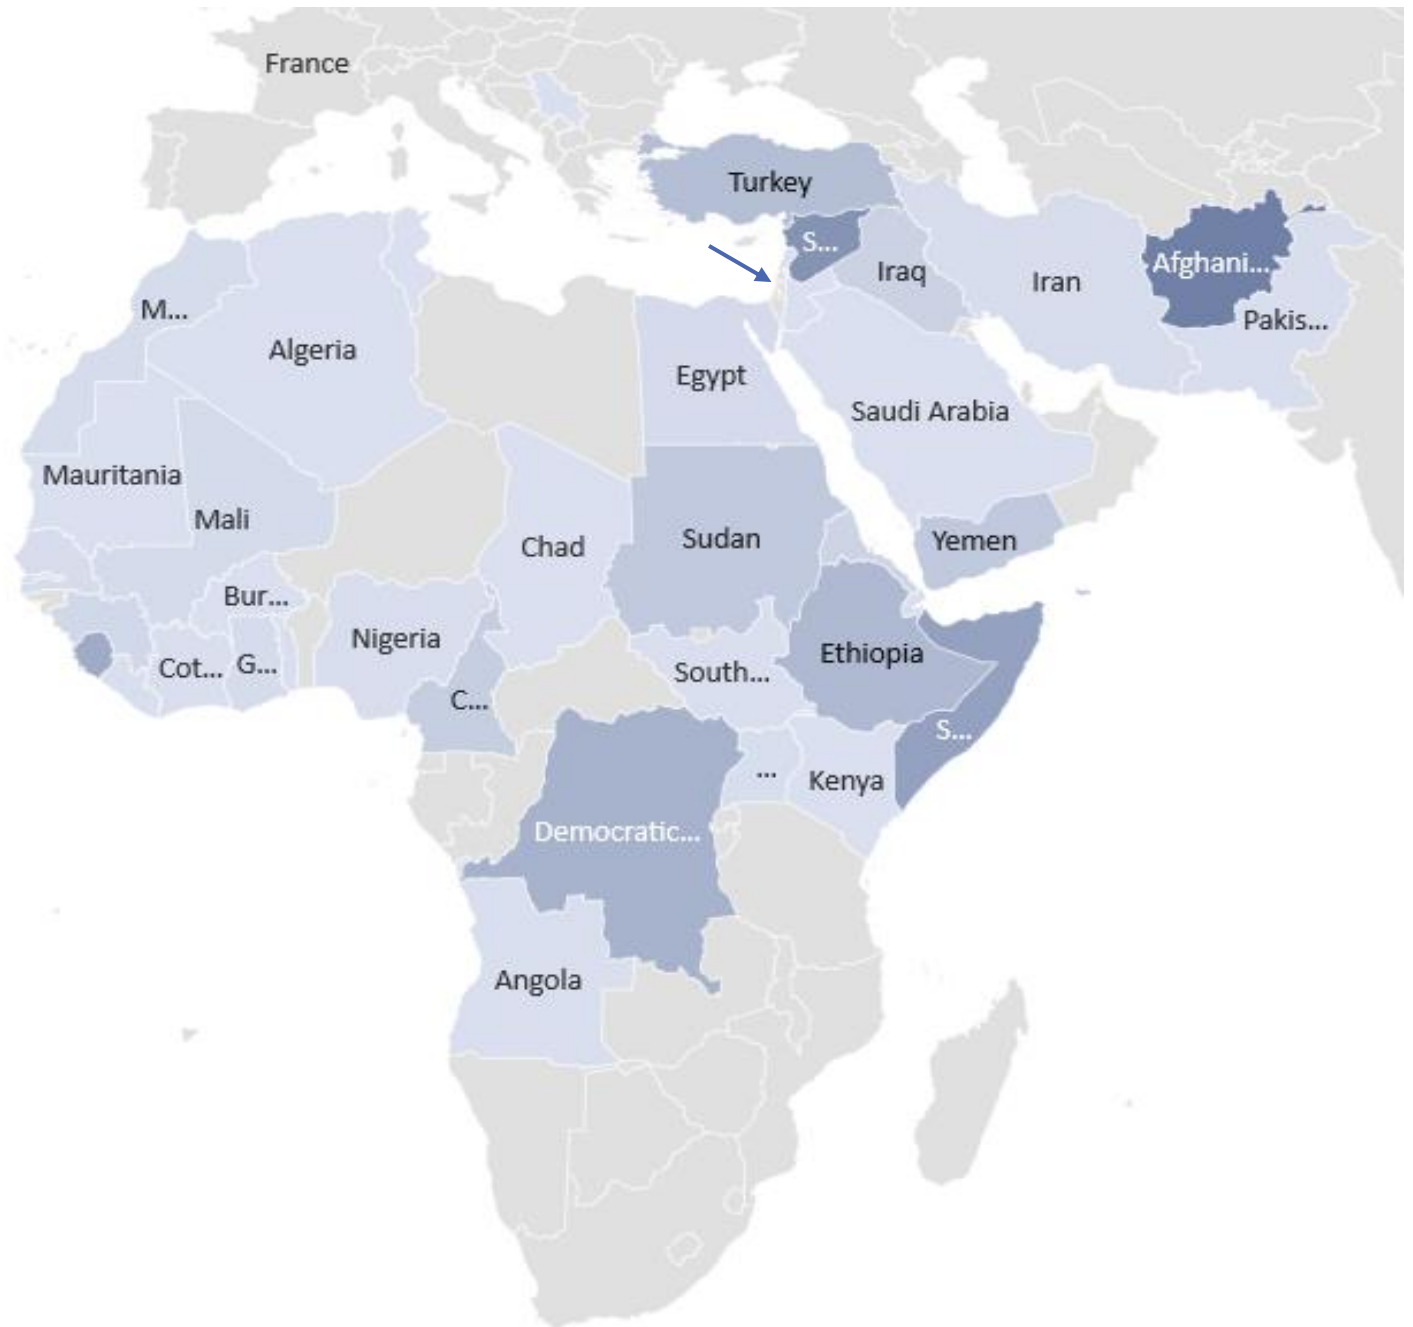 France
Turkey
S...
Iraq
Iran
Afghani...
Pakis...
M...
Algeria
Egypt
Saudi Arabia
Mauritania
Mali
Chad
Sudan
Yemen
Bur...
Nigeria
Cot...
G...
C...
South...
Ethiopia
S...
...
Kenya
Democratic...
Angola